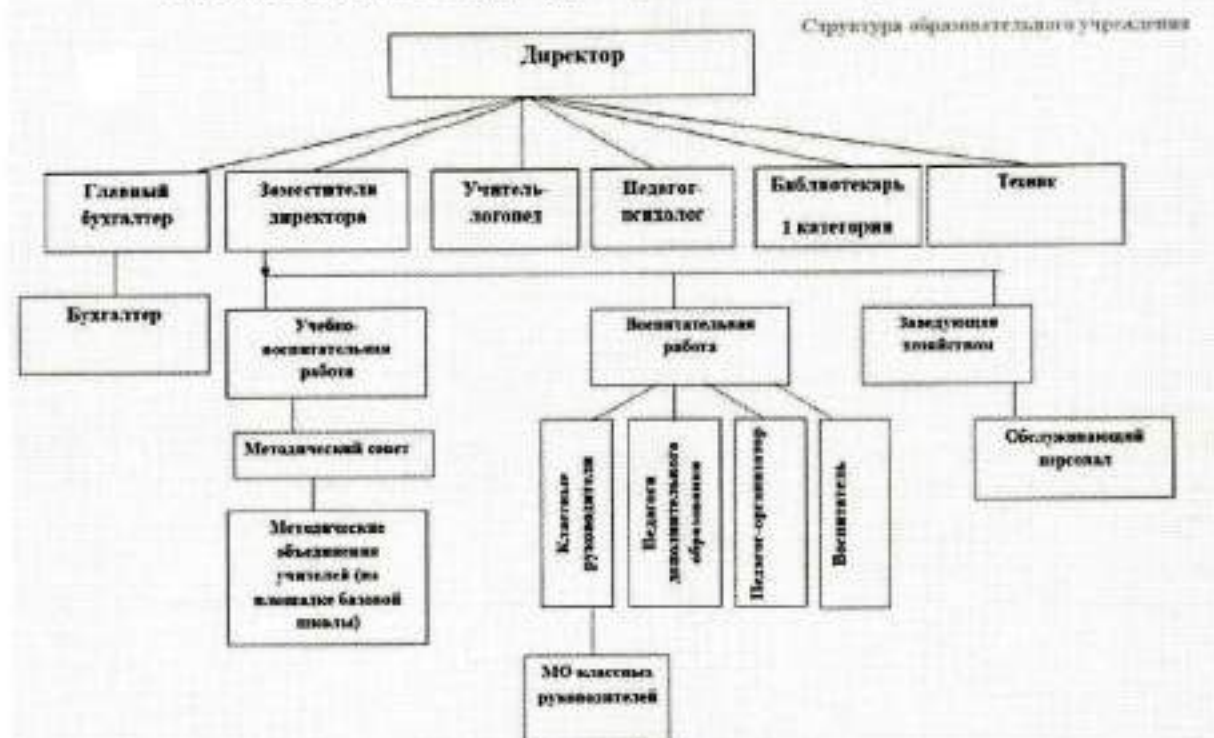 Структура образовательного учреждения
Директор
Главный
бухгалтер
Заместители
директора
Учитель-
логопед
Педагог-
психолог
Библиотекарь
1 категории
Техник
Бухгалтер
Учебно-
воспитательная
работа
Воспитательная
работа
Заведующая
хозяйством
Методический совет
Методические
объединения
учителей (на
площадке базовой
школы)
Классные
руководители
Педагоги
дополнительного
образования
Педагог-организатор
Воспитатель
Обслуживающий
персонал
МО классных
руководителей